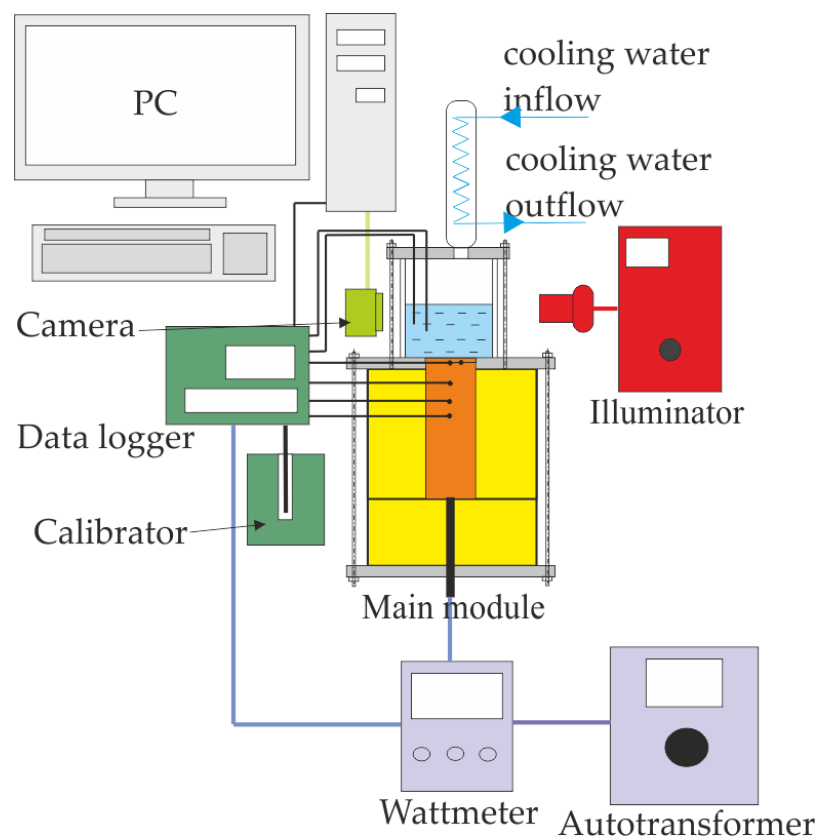 PC
cooling water
inflow
cooling water
outflow
Camera
Illuminator
Data logger
Calibrator
Main module
Wattmeter
Autotransformer